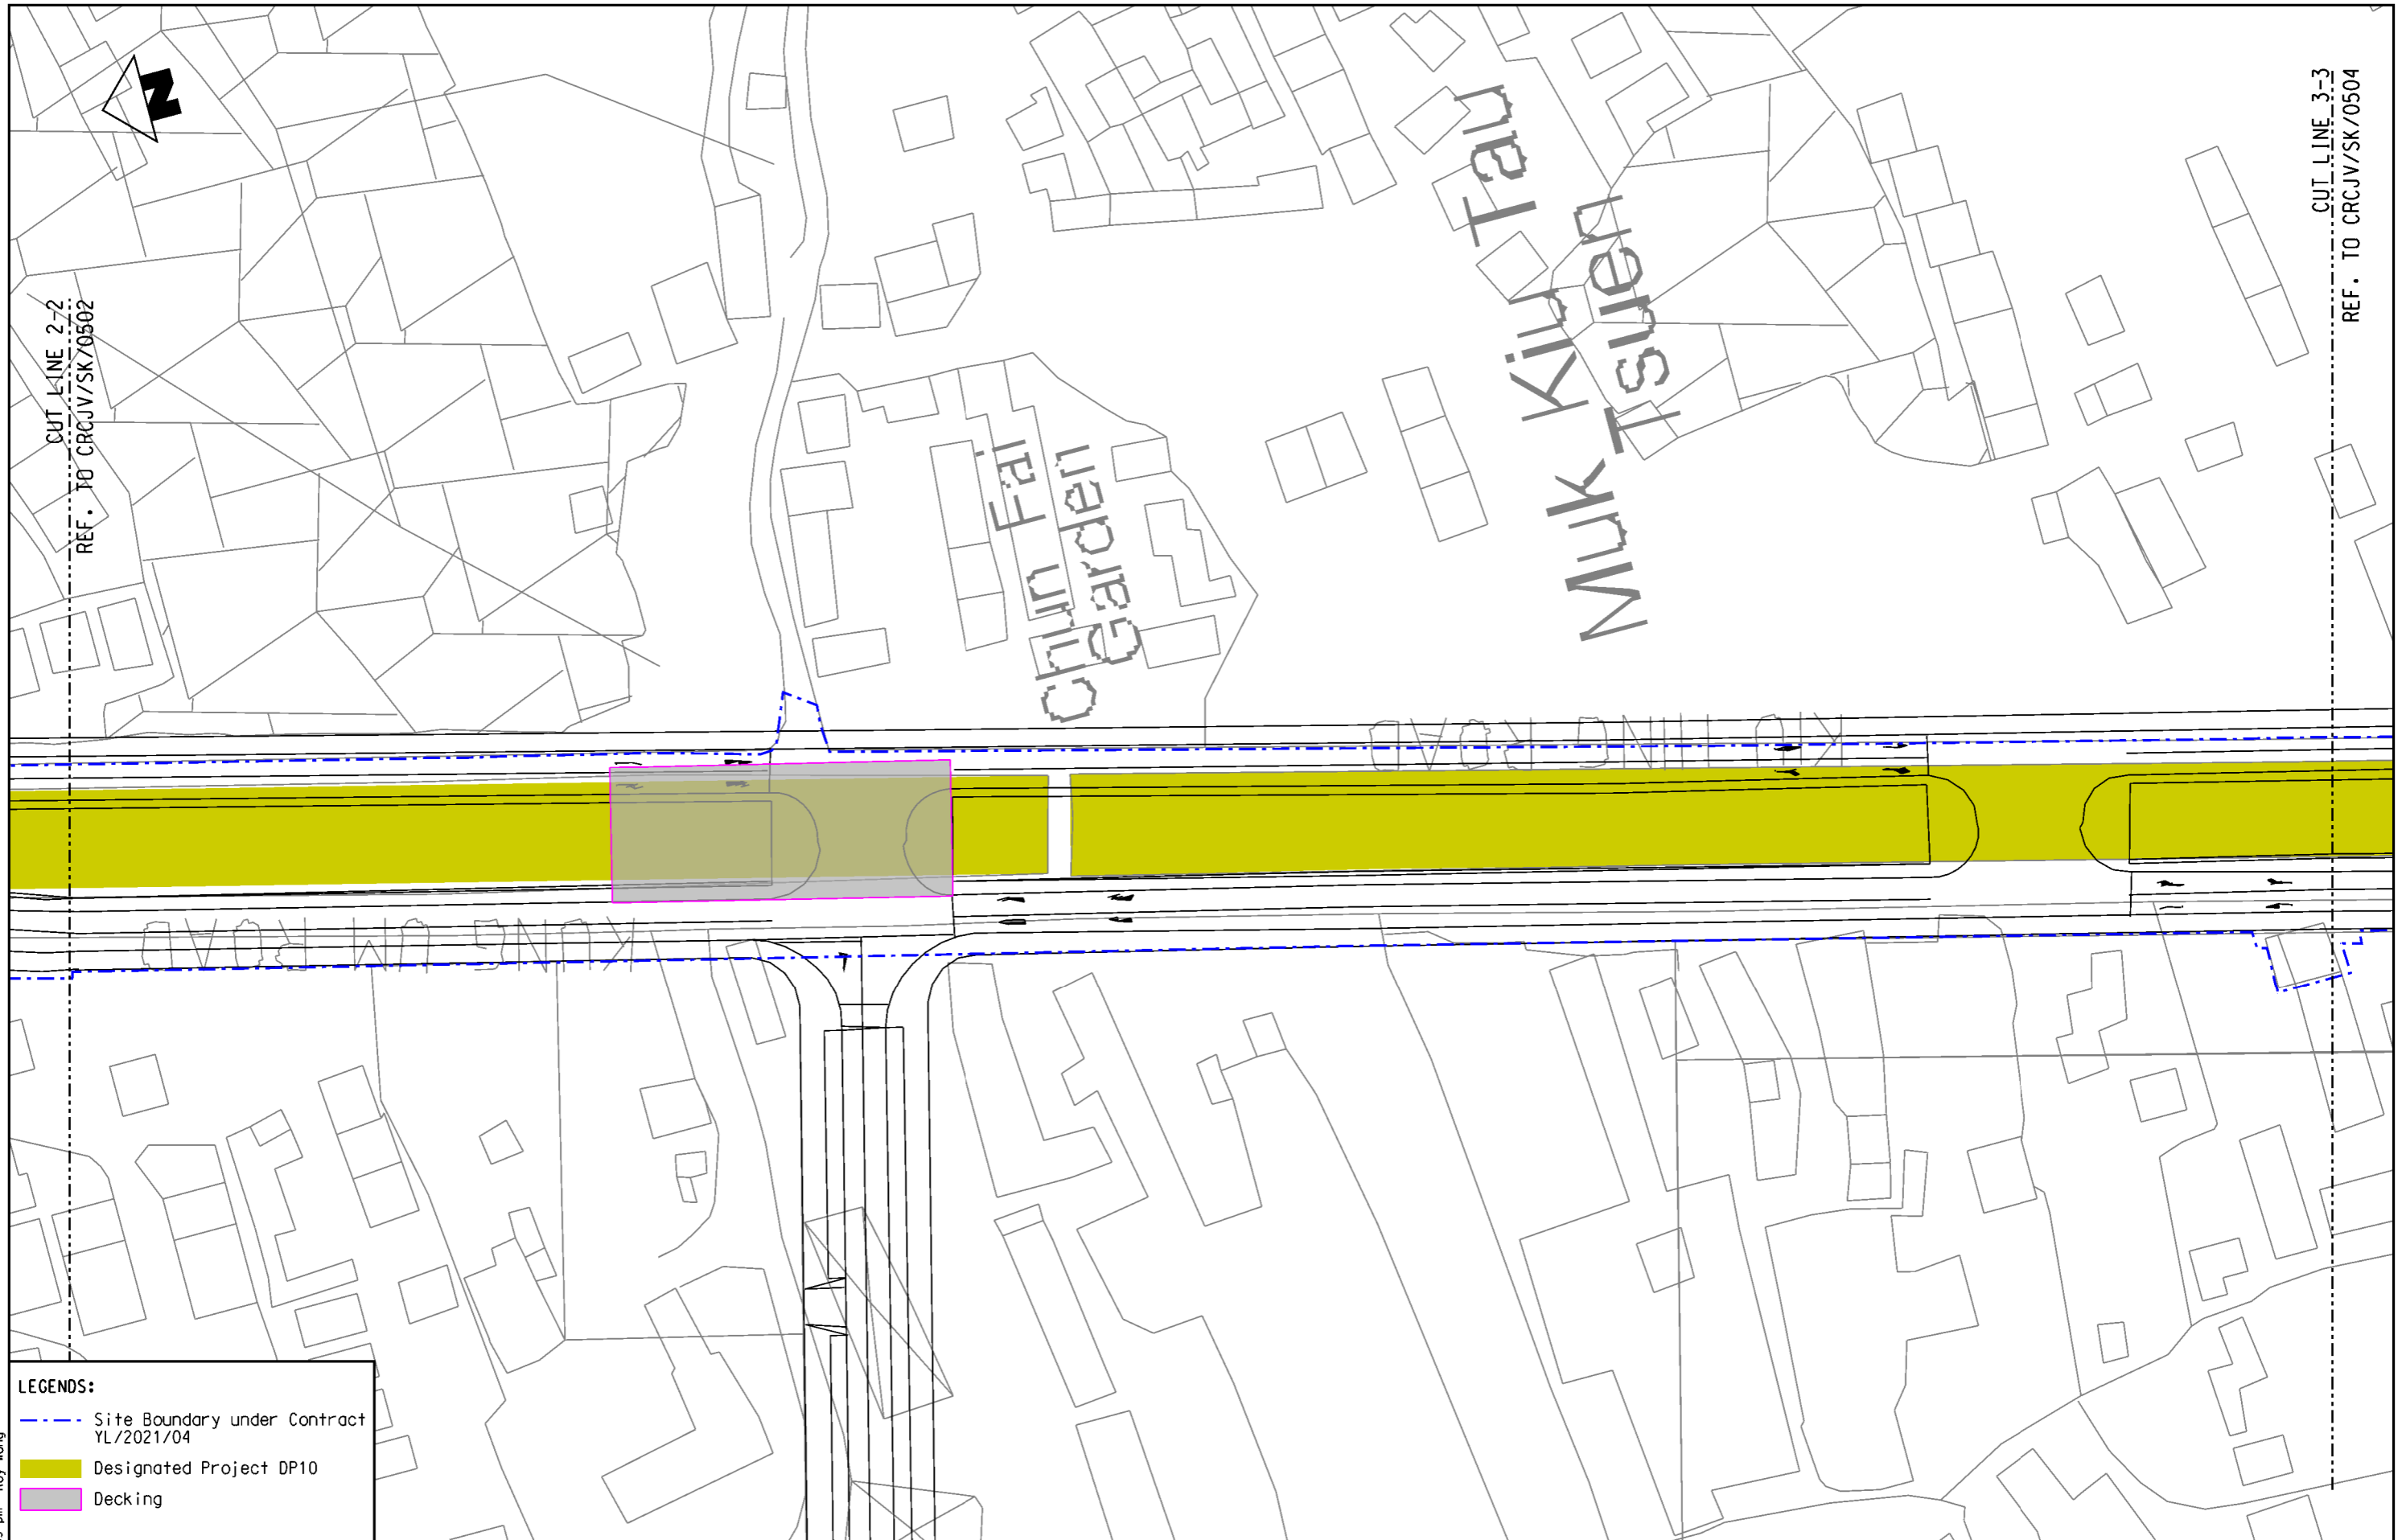 N
CUT LINE 2-2
REF. TO CRCJV/SK/0502
CUT LINE 3-3
REF. TO CRCJV/SK/0504
Chun Fai
Garden
Muk Kiu Tau
Tsuen
KIU HING ROAD
KUNG UM ROAD
LEGENDS:
Site Boundary under Contract
YL/2021/04
Designated Project DP10
Decking